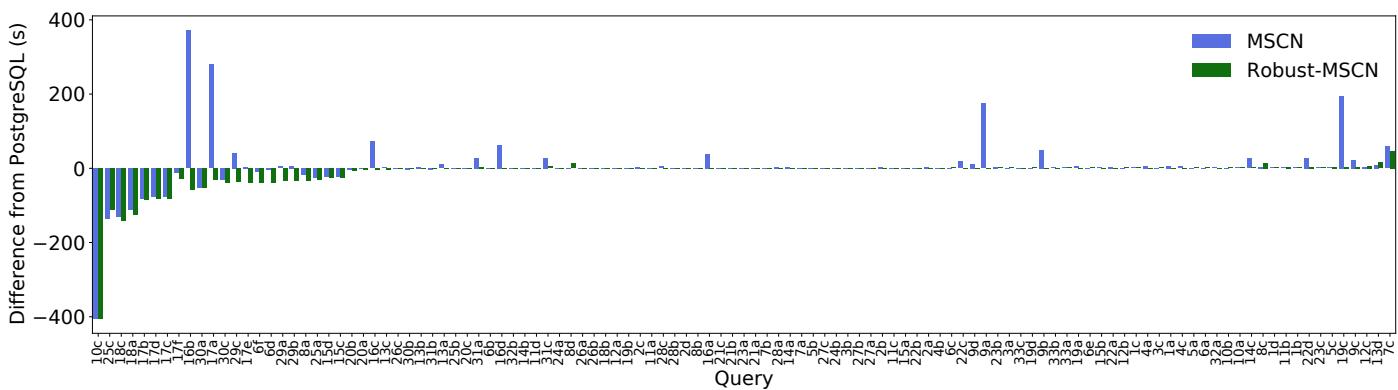 Difference from PostgreSQL (s)
400
200
0
−200
−400
MSCN
Robust-MSCN
10c 25c 18c 18a 17b 17d 17c 17f 16b 30a 17a 30c 29c 17e 6f 6d 29a 29b 8a 25a 15d 15c 20b 20a 16c 13c 26c 30b 13b 31b 13a 25b 20c 31a 6b 16d 32b 14b 11d 31c 24a 8d 26a 26b 18b 12a 19b 2c 11a 28c 28b 2d 8b 16a 21c 21b 23a 21a 7b 28a 14a 7a 5b 27c 24b 3b 27b 27a 2b 11c 15a 22b 2a 4b 6c 22c 9d 9a 23b 3a 33c 19d 9b 33b 33a 19a 6e 15b 22a 12b 1c 4a 3c 1a 4c 5a 6a 32a 10b 10a 14c 8c 1d 11b 1b 22d 23c 5c 19c 9c 12c 13d 7c
Query